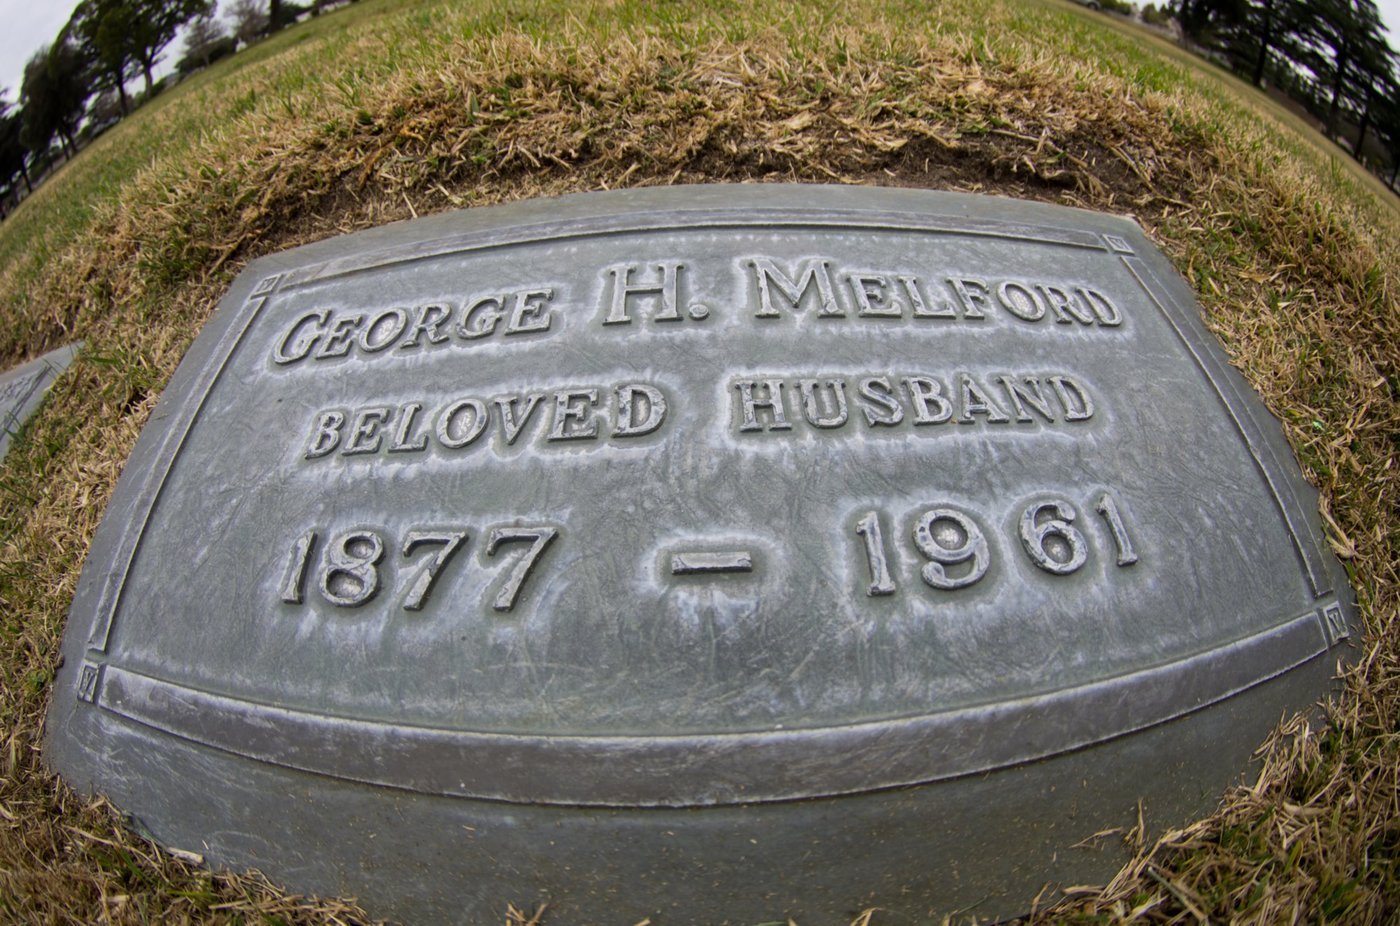 GEORGE H. MELFORD
BELOVED HUSBAND
1877 – 1961